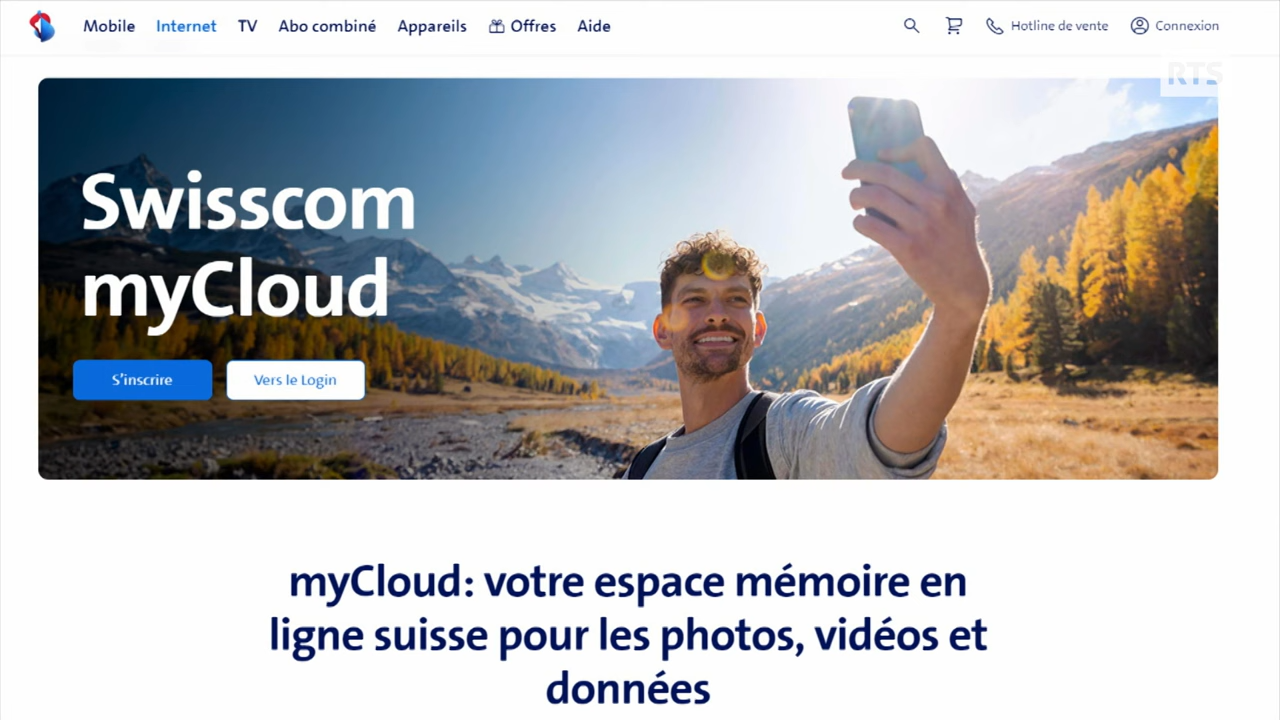 Mobile Internet TV Abo combiné Appareils Offres Aide Hotline de vente Connexion
RTS
Swisscom
myCloud
S'inscrire Vers le Login
myCloud: votre espace mémoire en
ligne suisse pour les photos, vidéos et
données